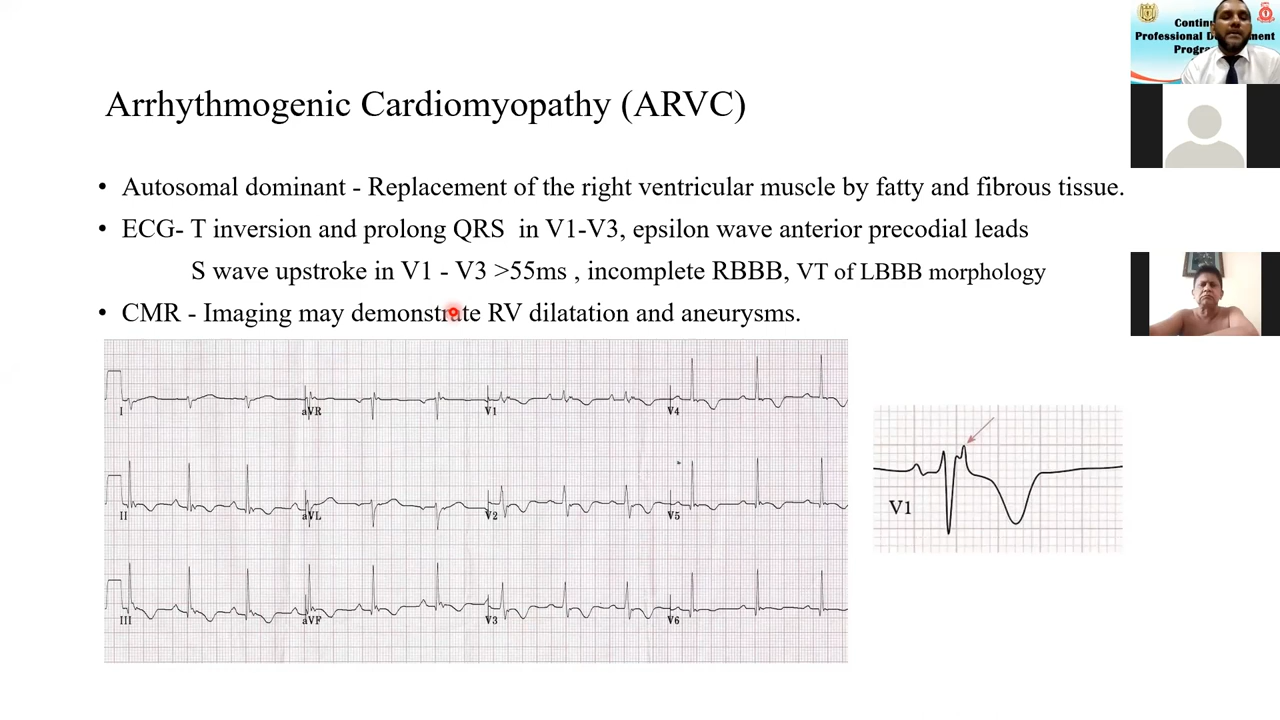 Contin
Professional D ment
Progra
Arrhythmogenic Cardiomyopathy (ARVC)
• Autosomal dominant - Replacement of the right ventricular muscle by fatty and fibrous tissue.
• ECG- T inversion and prolong QRS in V1-V3, epsilon wave anterior precodial leads
S wave upstroke in V1 - V3 >55ms , incomplete RBBB, VT of LBBB morphology
• CMR - Imaging may demonstrate RV dilatation and aneurysms.
I aVR V1 V4
II aVL V2 V5
III aVF V3 V6
V1